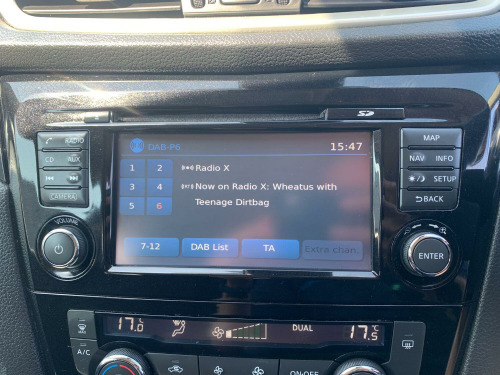 SD
RADIO
CD AUX
CAMERA
VOLUME
DAB-P6 15:47
1 2 Radio X
3 4 Now on Radio X: Wheatus with
5 6 Teenage Dirtbag
7-12 DAB List TA Extra chan.
MAP
NAV INFO
SETUP
BACK
ENTER
17.0 DUAL 17.5°C
A/C ON·OFF